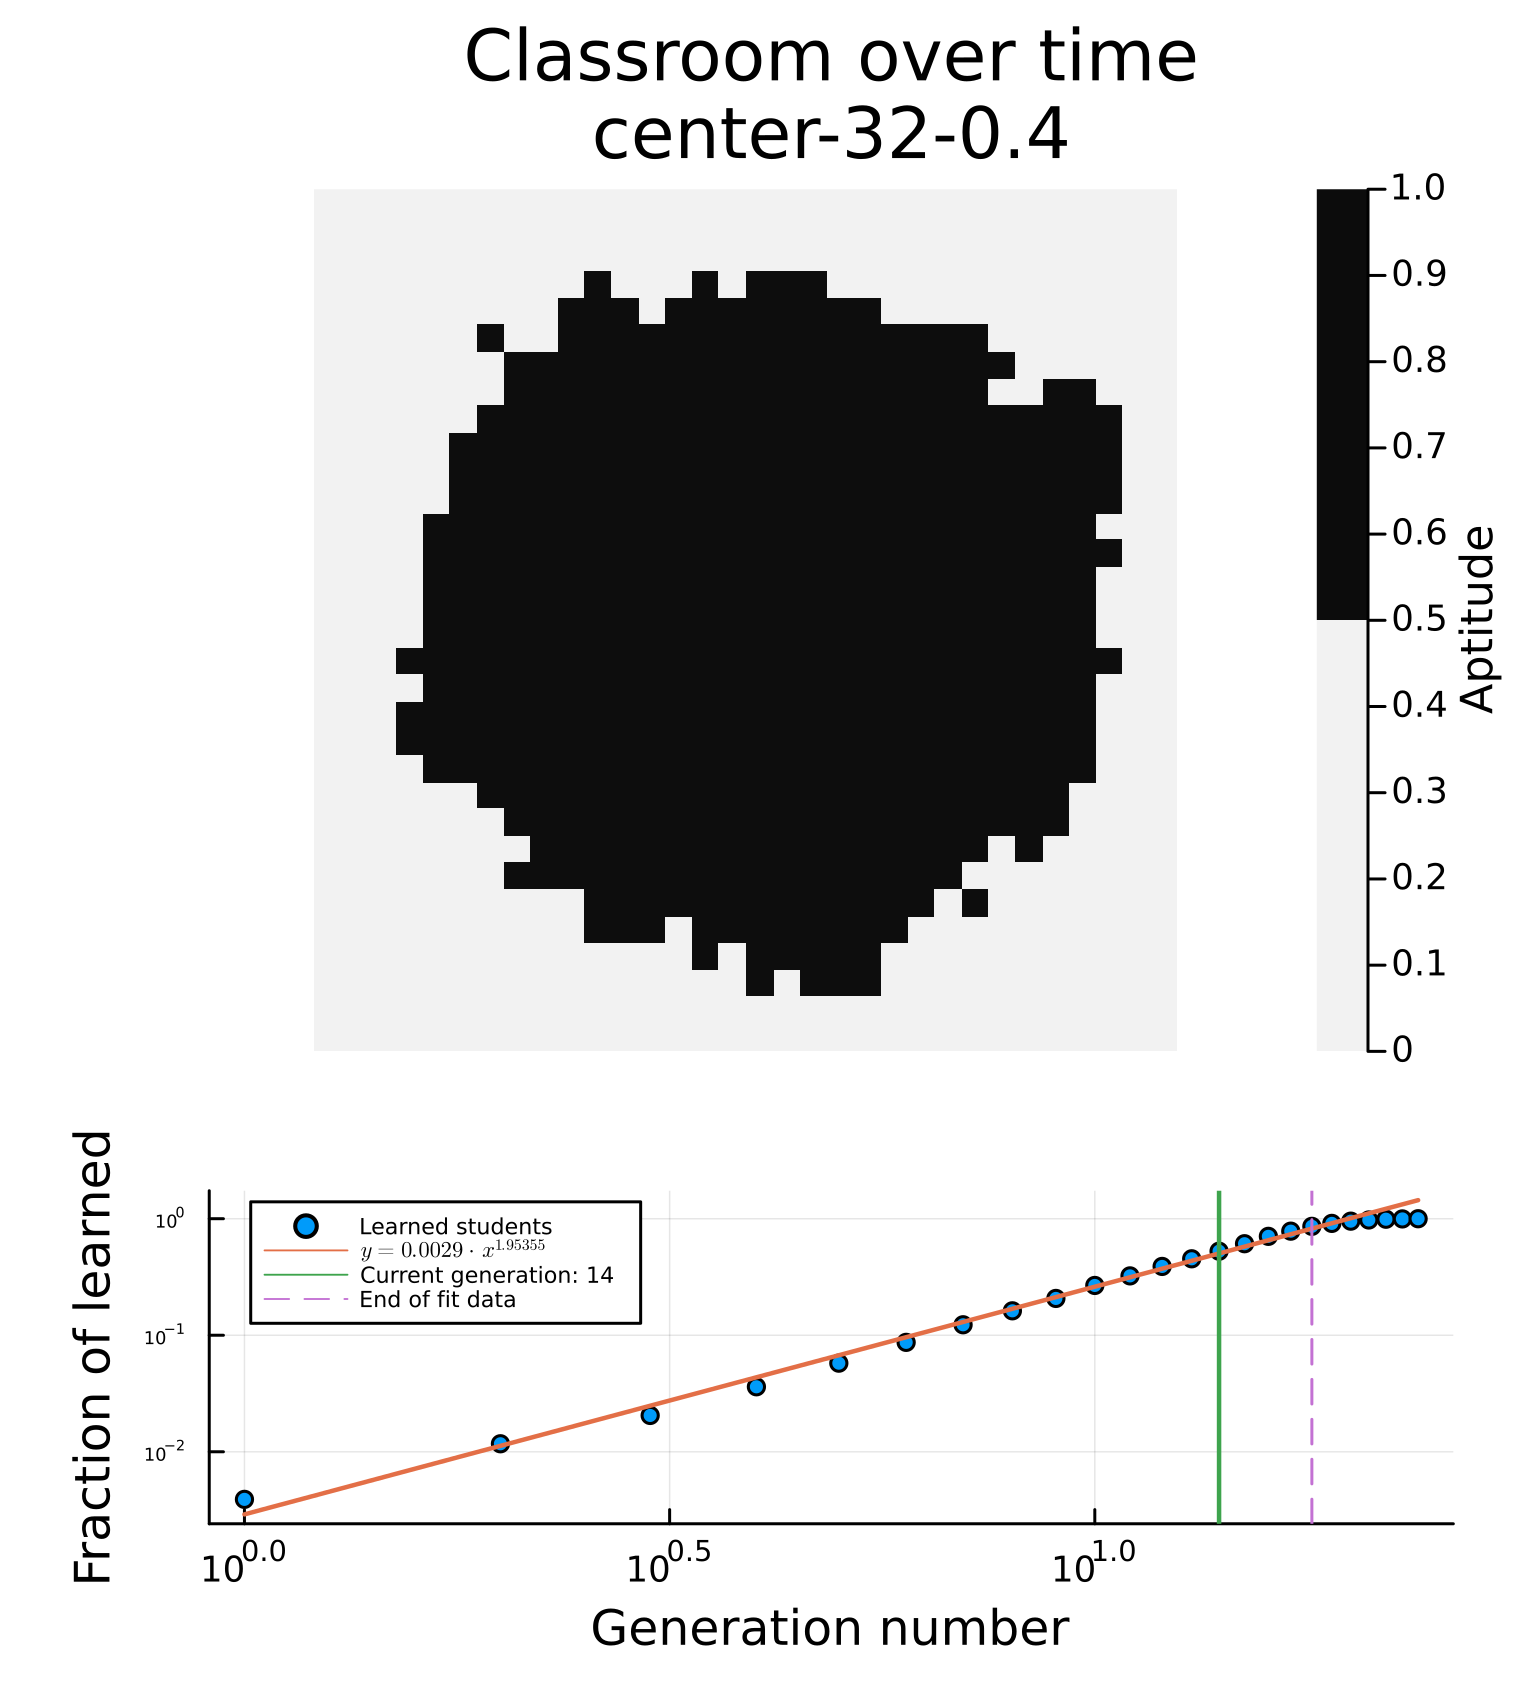 Classroom over time
center-32-0.4
1.0
0.9
0.8
0.7
0.6
0.5
0.4
0.3
0.2
0.1
0
Aptitude
Fraction of learned
10⁰
10⁻¹
10⁻²
Learned students
y = 0.0029 · x^1.95355
Current generation: 14
End of fit data
10^0.0
10^0.5
10^1.0
Generation number